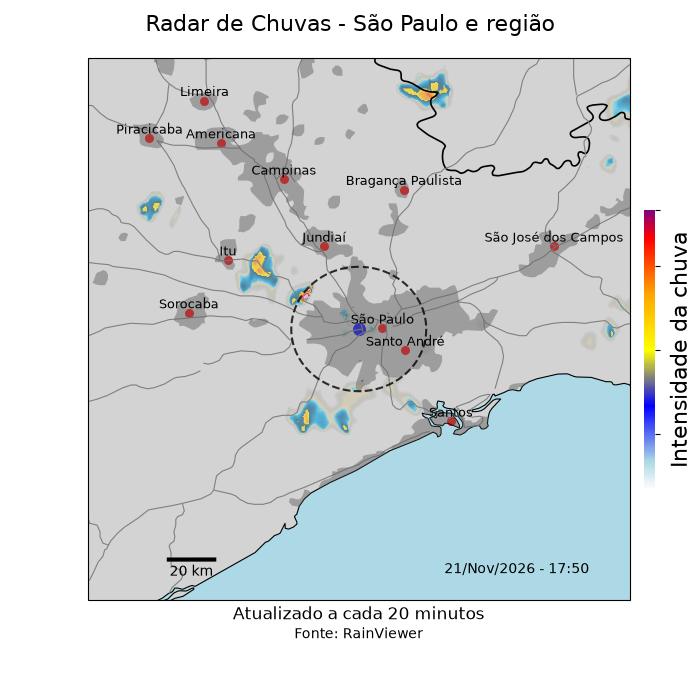 Radar de Chuvas - São Paulo e região
Limeira
Piracicaba
Americana
Campinas
Bragança Paulista
Jundiaí
São José dos Campos
Itu
Sorocaba
São Paulo
Santo André
Santos
Intensidade da chuva
20 km
21/Nov/2026 - 17:50
Atualizado a cada 20 minutos
Fonte: RainViewer